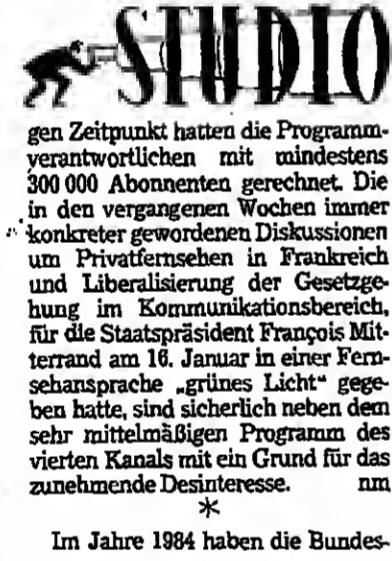 STUDIO
gen Zeitpunkt hatten die Programm-
verantwortlichen mit mindestens
300 000 Abonnenten gerechnet. Die
in den vergangenen Wochen immer
konkreter gewordenen Diskussionen
um Privatfernsehen in Frankreich
und Liberalisierung der Gesetzge-
hung im Kommunikationsbereich,
für die Staatspräsident François Mit-
terrand am 16. Januar in einer Fern-
sehansprache „grünes Licht“ gege-
ben hatte, sind sicherlich neben dem
sehr mittelmäßigen Programm des
vierten Kanals mit ein Grund für das
zunehmende Desinteresse. nm
*
Im Jahre 1984 haben die Bundes-